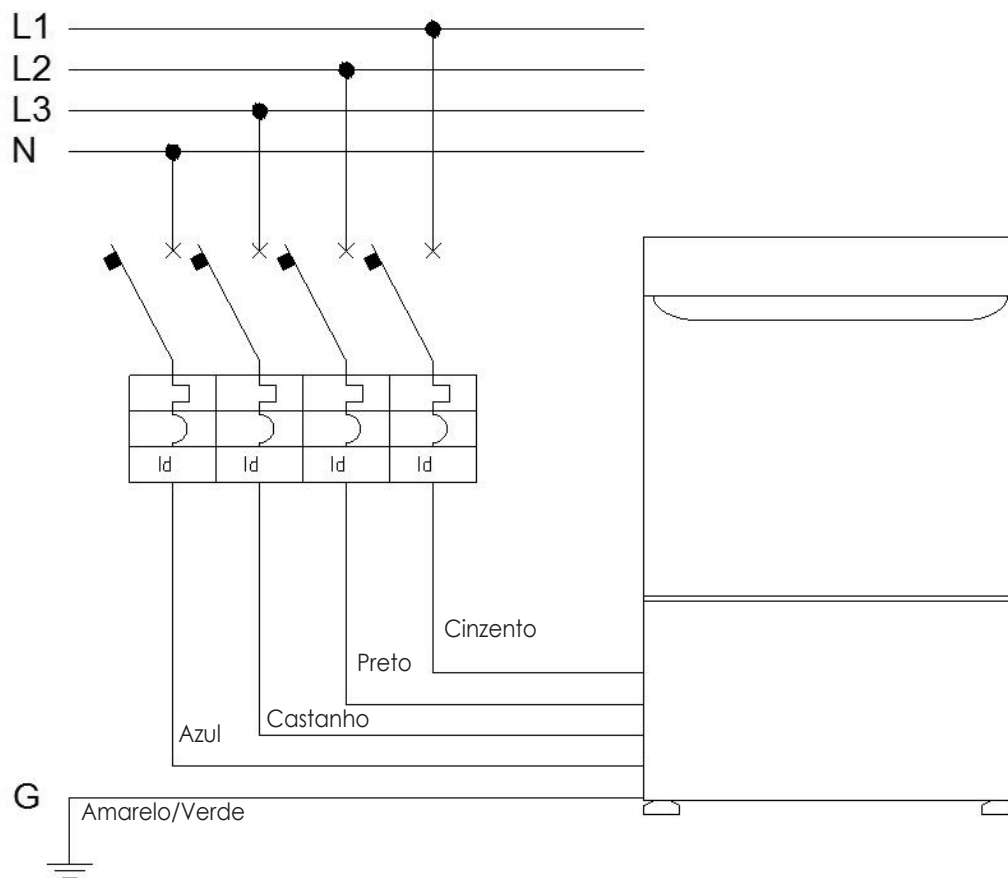 L1
L2
L3
N
Id Id Id Id
Cinzento
Preto
Castanho
Azul
G
Amarelo/Verde